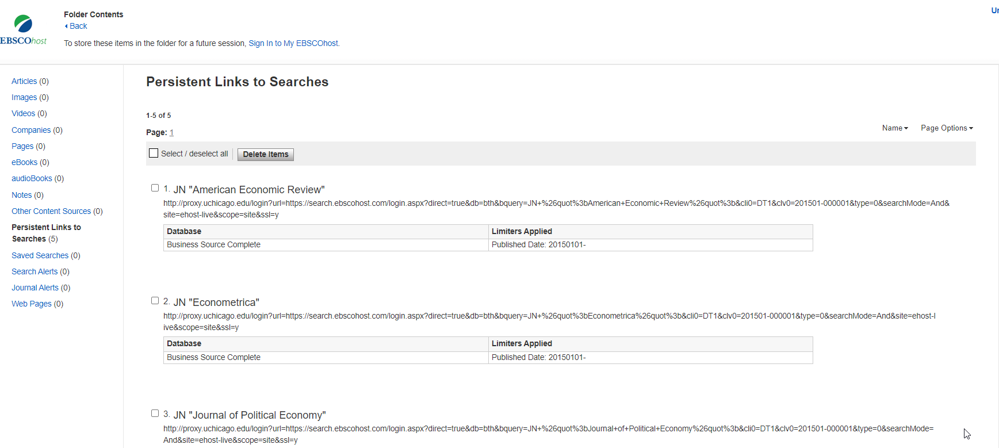 Folder Contents
Back
To store these items in the folder for a future session, Sign In to My EBSCOhost.
EBSCOhost
Articles (0)
Images (0)
Videos (0)
Companies (0)
Pages (0)
eBooks (0)
audioBooks (0)
Notes (0)
Other Content Sources (0)
Persistent Links to
Searches (5)
Saved Searches (0)
Search Alerts (0)
Journal Alerts (0)
Web Pages (0)
Persistent Links to Searches
1-5 of 5
Page: 1
Name Page Options
Select / deselect all Delete Items
1. JN "American Economic Review"
http://proxy.uchicago.edu/login?url=https://search.ebscohost.com/login.aspx?direct=true&db=bth&bquery=JN+%26quot%3bAmerican+Economic+Review%26quot%3b&cli0=DT1&clv0=201501-000001&type=0&searchMode=And&
site=ehost-live&scope=site&ssl=y
Database Limiters Applied
Business Source Complete Published Date: 20150101-
2. JN "Econometrica"
http://proxy.uchicago.edu/login?url=https://search.ebscohost.com/login.aspx?direct=true&db=bth&bquery=JN+%26quot%3bEconometrica%26quot%3b&cli0=DT1&clv0=201501-000001&type=0&searchMode=And&site=ehost-l
ive&scope=site&ssl=y
Database Limiters Applied
Business Source Complete Published Date: 20150101-
3. JN "Journal of Political Economy"
http://proxy.uchicago.edu/login?url=https://search.ebscohost.com/login.aspx?direct=true&db=bth&bquery=JN+%26quot%3bJournal+of+Political+Economy%26quot%3b&cli0=DT1&clv0=201501-000001&type=0&searchMode=
And&site=ehost-live&scope=site&ssl=y